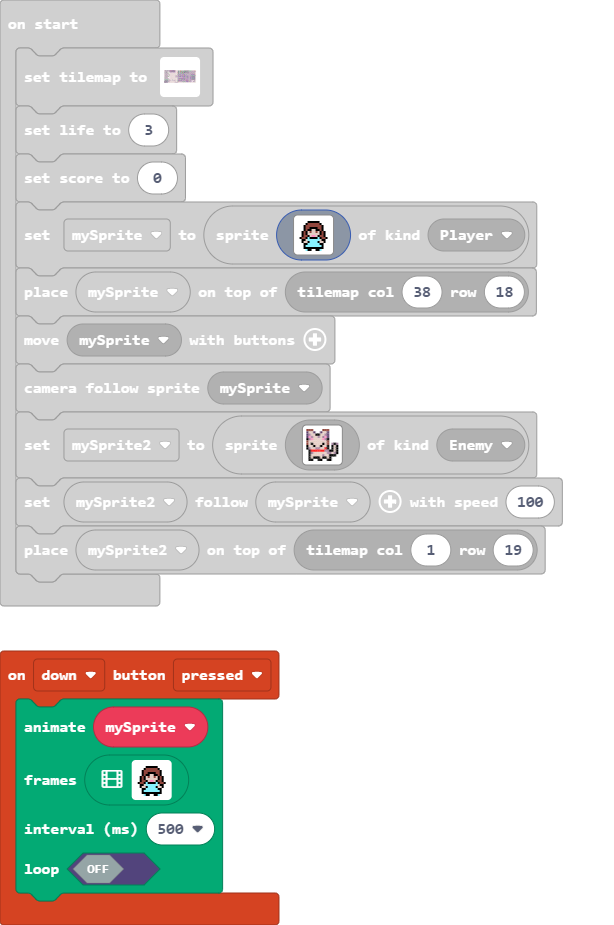 on start
set tilemap to
set life to 3
set score to 0
set mySprite to sprite of kind Player
place mySprite on top of tilemap col 38 row 18
move mySprite with buttons
camera follow sprite mySprite
set mySprite2 to sprite of kind Enemy
set mySprite2 follow mySprite with speed 100
place mySprite2 on top of tilemap col 1 row 19
on down button pressed
animate mySprite
frames
interval (ms) 500
loop OFF